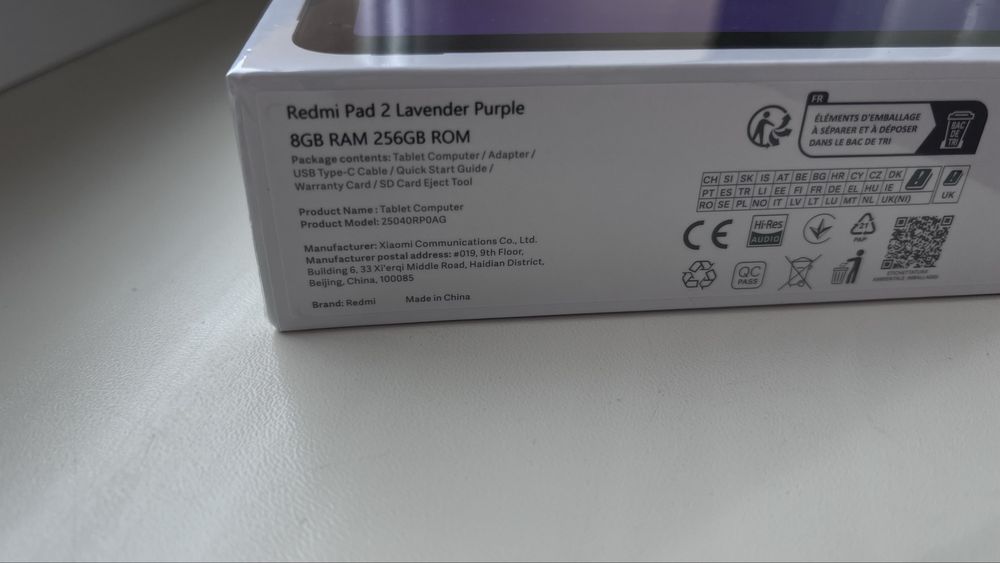 Redmi Pad 2 Lavender Purple
8GB RAM 256GB ROM
Package contents: Tablet Computer / Adapter /
USB Type-C Cable / Quick Start Guide /
Warranty Card / SD Card Eject Tool
Product Name : Tablet Computer
Product Model: 25040RP0AG
Manufacturer: Xiaomi Communications Co., Ltd.
Manufacturer postal address: #019, 9th Floor,
Building 6, 33 Xi'erqi Middle Road, Haidian District,
Beijing, China, 100085
Brand: Redmi Made in China
FR
ÉLÉMENTS D'EMBALLAGE
À SÉPARER ET À DÉPOSER
DANS LE BAC DE TRI
BAC
DE
TRI
CH SI SK IS AT BE BG HR CY CZ DK
PT ES TR LI EE FI FR DE EL HU IE
RO SE PL NO IT LV LT LU MT NL UK(NI)
UK
CE
Hi-Res
AUDIO
21
PAP
QC
PASS
ETICHETTATURA
AMBIENTALE IMBALLAGGI